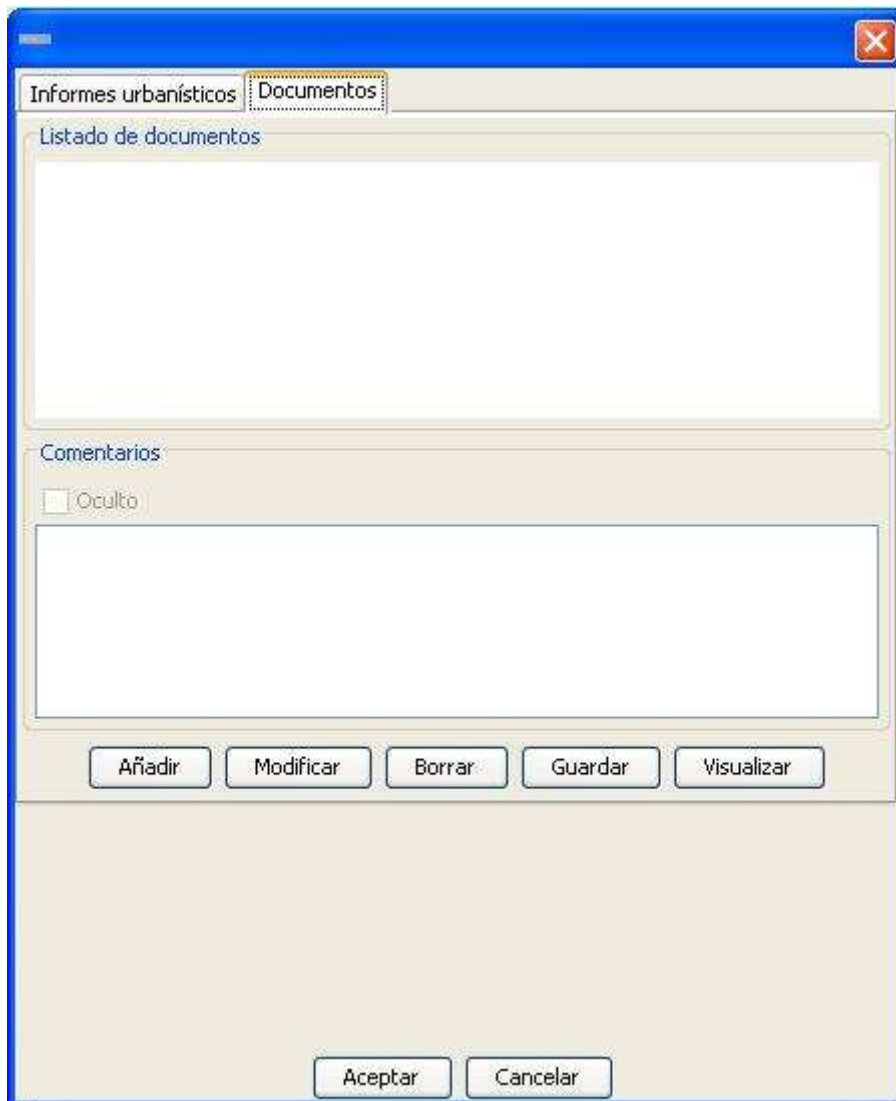 Informes urbanísticos Documentos
Listado de documentos
Comentarios
Oculto
Añadir Modificar Borrar Guardar Visualizar
Aceptar Cancelar